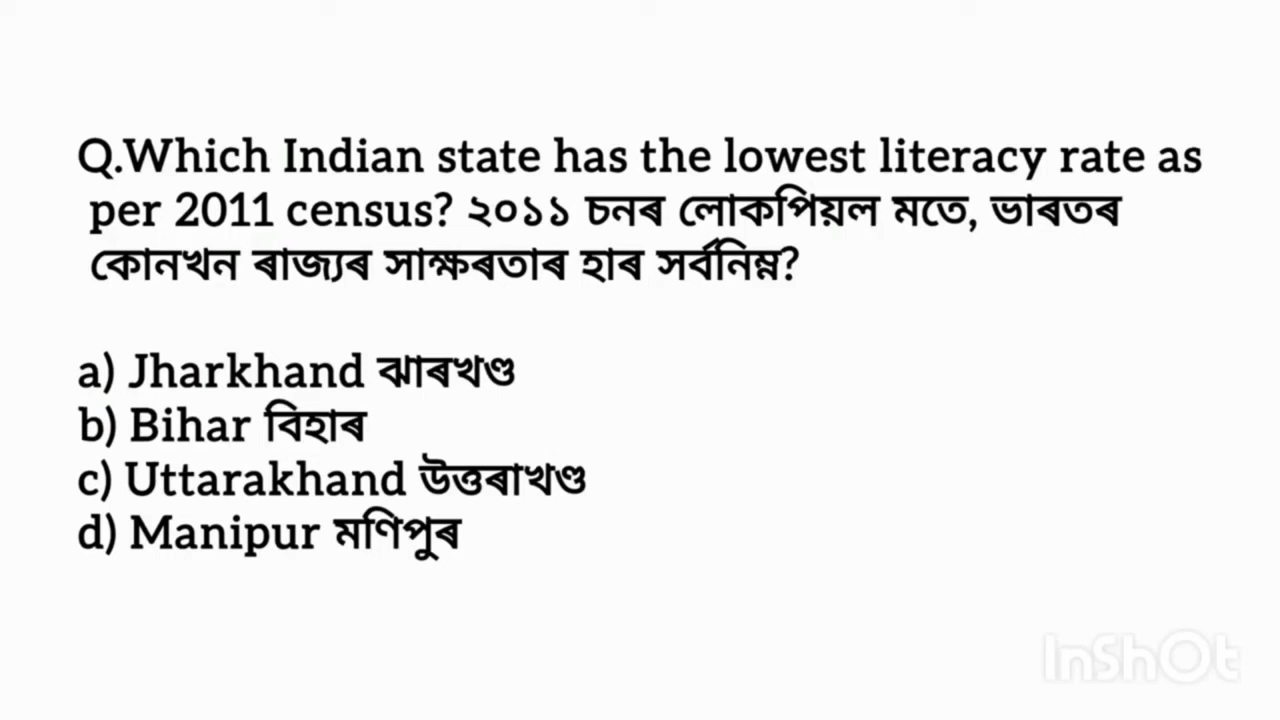 Q.Which Indian state has the lowest literacy rate as
per 2011 census? ২০১১ চনৰ লোকপিয়ল মতে, ভাৰতৰ
কোনখন ৰাজ্যৰ সাক্ষৰতাৰ হাৰ সৰ্বনিম্ন?
a) Jharkhand ঝাৰখণ্ড
b) Bihar বিহাৰ
c) Uttarakhand উত্তৰাখণ্ড
d) Manipur মণিপুৰ
InShOt